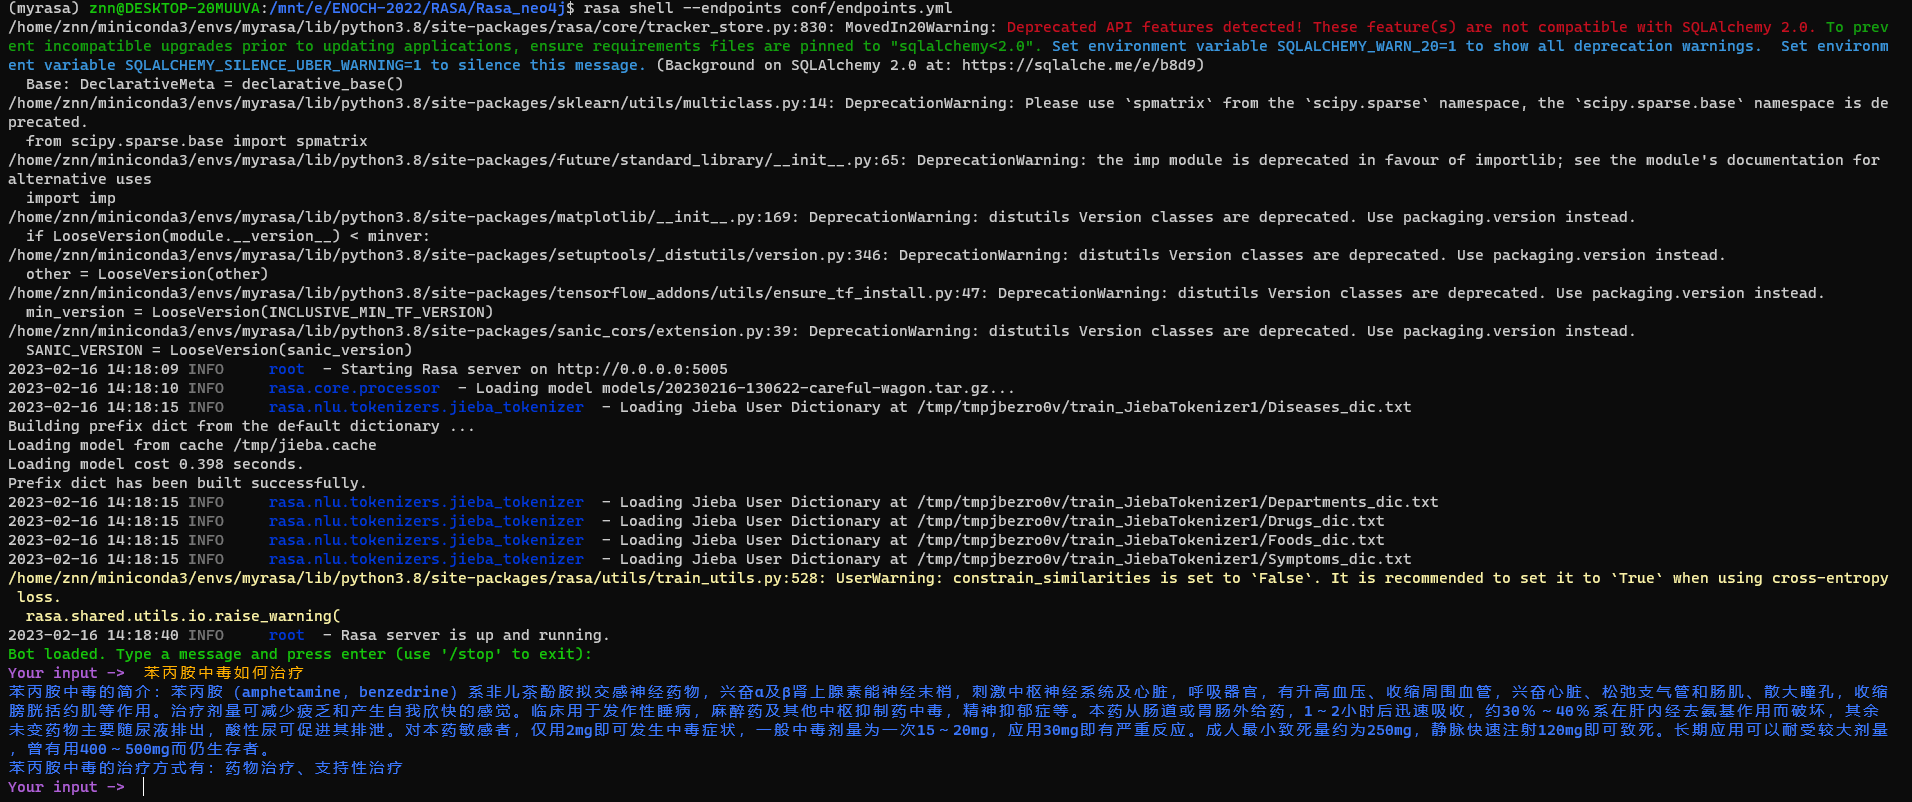 (myrasa) znn@DESKTOP-20MUUVA:/mnt/e/ENOCH-2022/RASA/Rasa_neo4j$ rasa shell --endpoints conf/endpoints.yml
/home/znn/miniconda3/envs/myrasa/lib/python3.8/site-packages/rasa/core/tracker_store.py:830: MovedIn20Warning: Deprecated API features detected! These feature(s) are not compatible with SQLAlchemy 2.0. To prev
ent incompatible upgrades prior to updating applications, ensure requirements files are pinned to "sqlalchemy<2.0". Set environment variable SQLALCHEMY_WARN_20=1 to show all deprecation warnings.  Set environm
ent variable SQLALCHEMY_SILENCE_UBER_WARNING=1 to silence this message. (Background on SQLAlchemy 2.0 at: https://sqlalche.me/e/b8d9)
  Base: DeclarativeMeta = declarative_base()
/home/znn/miniconda3/envs/myrasa/lib/python3.8/site-packages/sklearn/utils/multiclass.py:14: DeprecationWarning: Please use `spmatrix` from the `scipy.sparse` namespace, the `scipy.sparse.base` namespace is de
precated.
  from scipy.sparse.base import spmatrix
/home/znn/miniconda3/envs/myrasa/lib/python3.8/site-packages/future/standard_library/__init__.py:65: DeprecationWarning: the imp module is deprecated in favour of importlib; see the module's documentation for
alternative uses
  import imp
/home/znn/miniconda3/envs/myrasa/lib/python3.8/site-packages/matplotlib/__init__.py:169: DeprecationWarning: distutils Version classes are deprecated. Use packaging.version instead.
  if LooseVersion(module.__version__) < minver:
/home/znn/miniconda3/envs/myrasa/lib/python3.8/site-packages/setuptools/_distutils/version.py:346: DeprecationWarning: distutils Version classes are deprecated. Use packaging.version instead.
  other = LooseVersion(other)
/home/znn/miniconda3/envs/myrasa/lib/python3.8/site-packages/tensorflow_addons/utils/ensure_tf_install.py:47: DeprecationWarning: distutils Version classes are deprecated. Use packaging.version instead.
  min_version = LooseVersion(INCLUSIVE_MIN_TF_VERSION)
/home/znn/miniconda3/envs/myrasa/lib/python3.8/site-packages/sanic_cors/extension.py:39: DeprecationWarning: distutils Version classes are deprecated. Use packaging.version instead.
  SANIC_VERSION = LooseVersion(sanic_version)
2023-02-16 14:18:09 INFO     root  - Starting Rasa server on http://0.0.0.0:5005
2023-02-16 14:18:10 INFO     rasa.core.processor  - Loading model models/20230216-130622-careful-wagon.tar.gz...
2023-02-16 14:18:15 INFO     rasa.nlu.tokenizers.jieba_tokenizer  - Loading Jieba User Dictionary at /tmp/tmpjbezro0v/train_JiebaTokenizer1/Diseases_dic.txt
Building prefix dict from the default dictionary ...
Loading model from cache /tmp/jieba.cache
Loading model cost 0.398 seconds.
Prefix dict has been built successfully.
2023-02-16 14:18:15 INFO     rasa.nlu.tokenizers.jieba_tokenizer  - Loading Jieba User Dictionary at /tmp/tmpjbezro0v/train_JiebaTokenizer1/Departments_dic.txt
2023-02-16 14:18:15 INFO     rasa.nlu.tokenizers.jieba_tokenizer  - Loading Jieba User Dictionary at /tmp/tmpjbezro0v/train_JiebaTokenizer1/Drugs_dic.txt
2023-02-16 14:18:15 INFO     rasa.nlu.tokenizers.jieba_tokenizer  - Loading Jieba User Dictionary at /tmp/tmpjbezro0v/train_JiebaTokenizer1/Foods_dic.txt
2023-02-16 14:18:15 INFO     rasa.nlu.tokenizers.jieba_tokenizer  - Loading Jieba User Dictionary at /tmp/tmpjbezro0v/train_JiebaTokenizer1/Symptoms_dic.txt
/home/znn/miniconda3/envs/myrasa/lib/python3.8/site-packages/rasa/utils/train_utils.py:528: UserWarning: constrain_similarities is set to `False`. It is recommended to set it to `True` when using cross-entropy
 loss.
  rasa.shared.utils.io.raise_warning(
2023-02-16 14:18:40 INFO     root  - Rasa server is up and running.
Bot loaded. Type a message and press enter (use '/stop' to exit):
Your input ->  苯丙胺中毒如何治疗
苯丙胺中毒的简介：苯丙胺（amphetamine，benzedrine）系非儿茶酚胺拟交感神经药物，兴奋α及β肾上腺素能神经末梢，刺激中枢神经系统及心脏，呼吸器官，有升高血压、收缩周围血管，兴奋心脏、松弛支气管和肠肌、散大瞳孔，收缩
膀胱括约肌等作用。治疗剂量可减少疲乏和产生自我欣快的感觉。临床用于发作性睡病，麻醉药及其他中枢抑制药中毒，精神抑郁症等。本药从肠道或胃肠外给药，1～2小时后迅速吸收，约30％～40％系在肝内经去氨基作用而破坏，其余
未变药物主要随尿液排出，酸性尿可促进其排泄。对本药敏感者，仅用2mg即可发生中毒症状，一般中毒剂量为一次15～20mg，应用30mg即有严重反应。成人最小致死量约为250mg，静脉快速注射120mg即可致死。长期应用可以耐受较大剂量
，曾有用400～500mg而仍生存者。
苯丙胺中毒的治疗方式有：药物治疗、支持性治疗
Your input ->